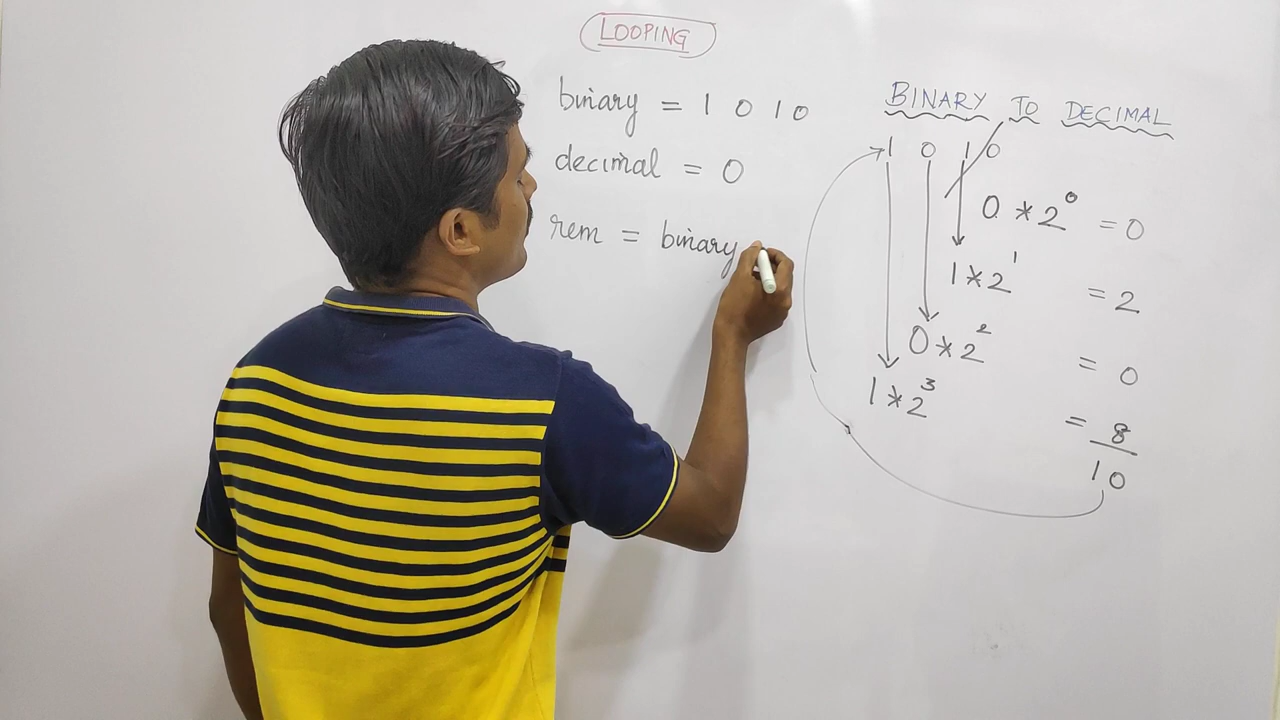 LOOPING
binary = 1 0 1 0
decimal = 0
rem = binary
BINARY TO DECIMAL
1 0 1 0
0 * 2⁰ = 0
1 * 2¹ = 2
0 * 2² = 0
1 * 2³ = 8
10